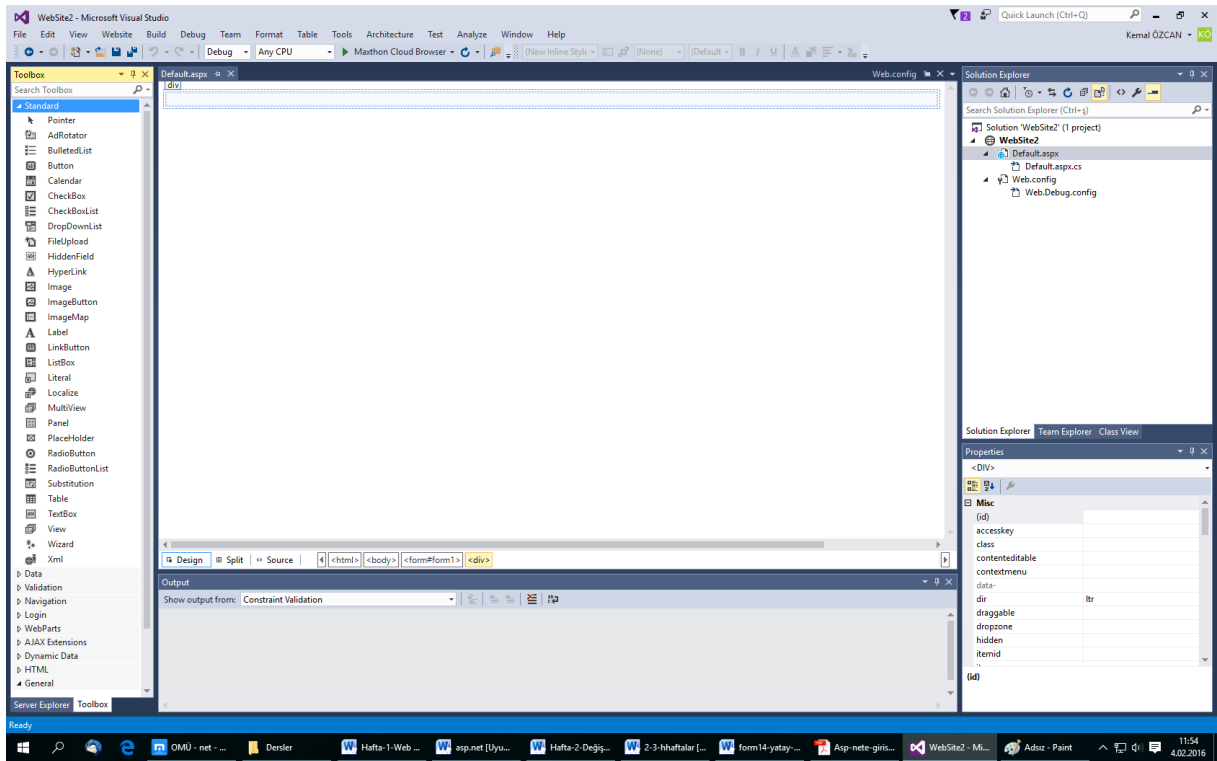 WebSite2 - Microsoft Visual Studio
2
Quick Launch (Ctrl+Q)
File Edit View Website Build Debug Team Format Table Tools Architecture Test Analyze Window Help
Kemal ÖZCAN KÖ
Debug Any CPU Maxthon Cloud Browser (New Inline Style (None) (Default B I U A
Toolbox
Search Toolbox
Standard
Pointer
AdRotator
BulletedList
Button
Calendar
CheckBox
CheckBoxList
DropDownList
FileUpload
HiddenField
HyperLink
Image
ImageButton
ImageMap
Label
LinkButton
ListBox
Literal
Localize
MultiView
Panel
PlaceHolder
RadioButton
RadioButtonList
Substitution
Table
TextBox
View
Wizard
Xml
Data
Validation
Navigation
Login
WebParts
AJAX Extensions
Dynamic Data
HTML
General
Server Explorer Toolbox
Default.aspx
Web.config
div
Design Split Source <html> <body> <form#form1> <div>
Output
Show output from: Constraint Validation
Solution Explorer
Search Solution Explorer (Ctrl+ş)
Solution 'WebSite2' (1 project)
WebSite2
Default.aspx
Default.aspx.cs
Web.config
Web.Debug.config
Solution Explorer Team Explorer Class View
Properties
<DIV>
Misc
(id)
accesskey
class
contenteditable
contextmenu
data-
dir ltr
draggable
dropzone
hidden
itemid
(id)
Ready
OMÜ - net - ... Dersler Hafta-1-Web ... asp.net [Uyu... Hafta-2-Değiş... 2-3-hhaftalar [... form14-yatay-... Asp-nete-giris... WebSite2 - Mi... Adsız - Paint
11:54
4.02.2016